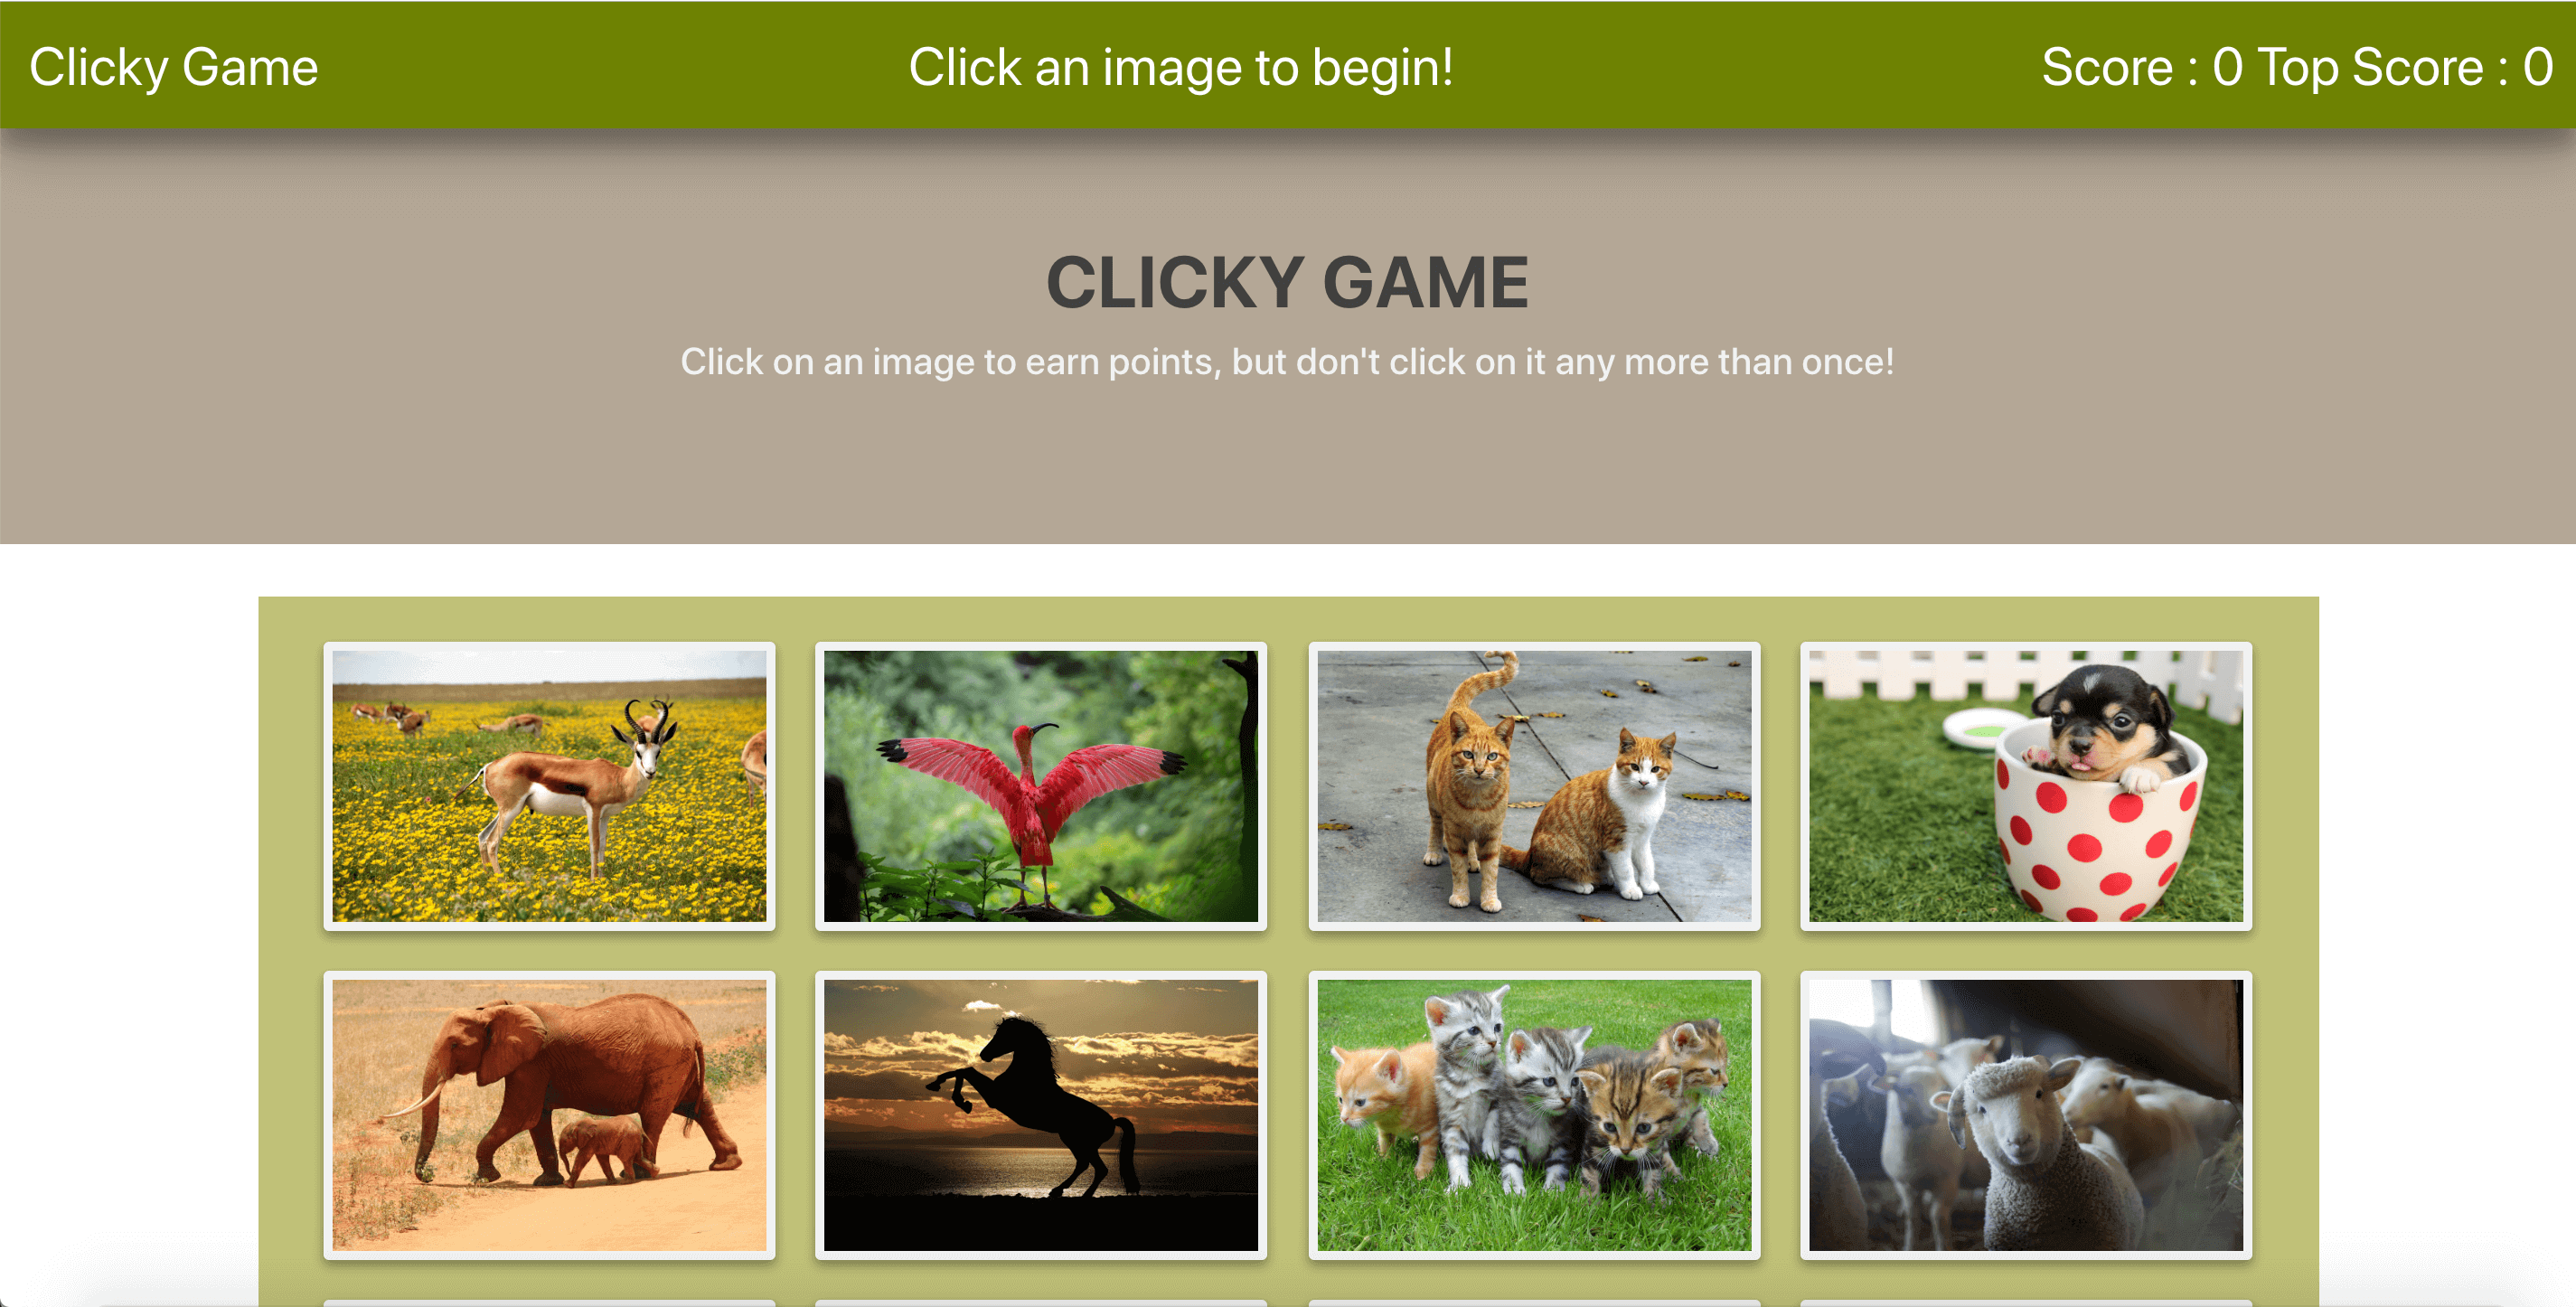 Clicky Game
Click an image to begin!
Score : 0 Top Score : 0
CLICKY GAME
Click on an image to earn points, but don't click on it any more than once!